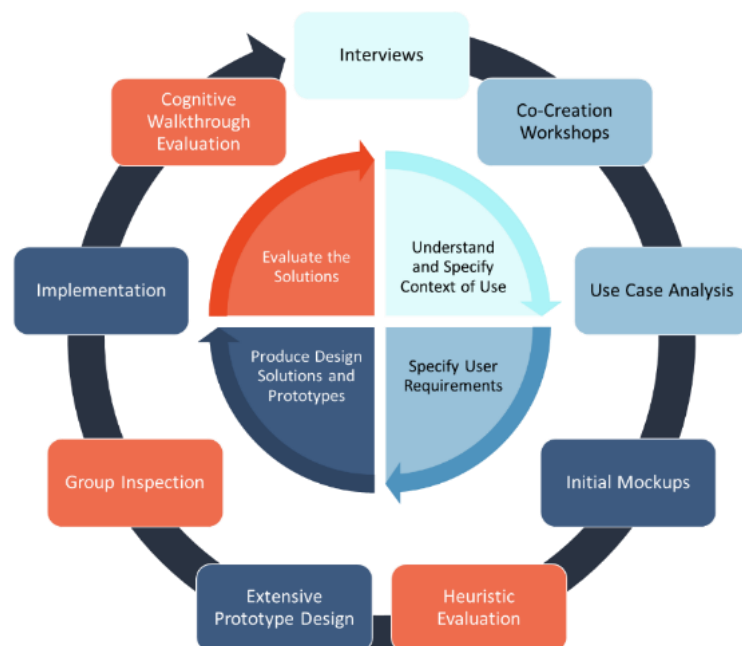 Interviews
Co-Creation
Workshops
Use Case Analysis
Initial Mockups
Heuristic
Evaluation
Extensive
Prototype Design
Group Inspection
Implementation
Cognitive
Walkthrough
Evaluation
Understand
and Specify
Context of Use
Specify User
Requirements
Produce Design
Solutions and
Prototypes
Evaluate the
Solutions